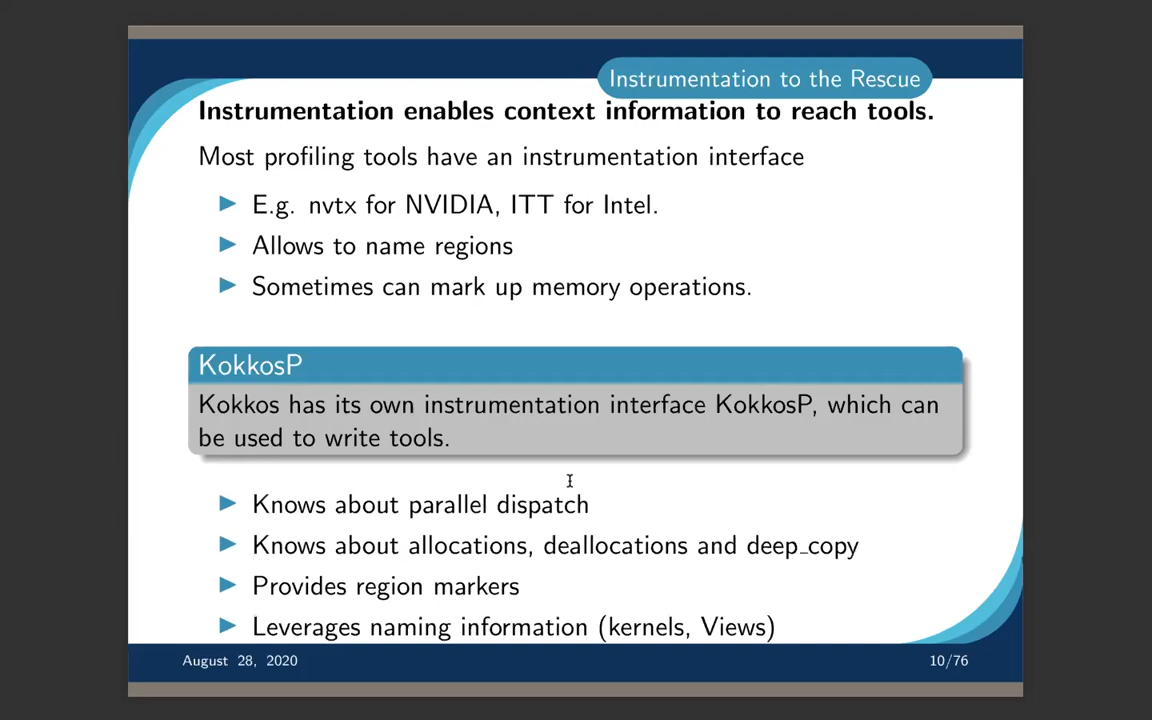 Instrumentation to the Rescue
Instrumentation enables context information to reach tools.
Most profiling tools have an instrumentation interface
E.g. nvtx for NVIDIA, ITT for Intel.
Allows to name regions
Sometimes can mark up memory operations.
KokkosP
Kokkos has its own instrumentation interface KokkosP, which can
be used to write tools.
Knows about parallel dispatch
Knows about allocations, deallocations and deep_copy
Provides region markers
Leverages naming information (kernels, Views)
August 28, 2020
10/76